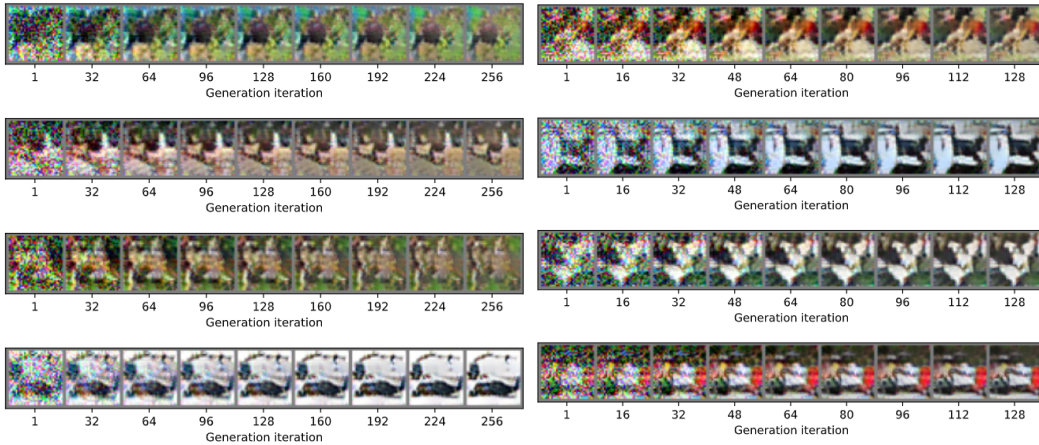 1 32 64 96 128 160 192 224 256
Generation iteration
1 16 32 48 64 80 96 112 128
Generation iteration
1 32 64 96 128 160 192 224 256
Generation iteration
1 16 32 48 64 80 96 112 128
Generation iteration
1 32 64 96 128 160 192 224 256
Generation iteration
1 16 32 48 64 80 96 112 128
Generation iteration
1 32 64 96 128 160 192 224 256
Generation iteration
1 16 32 48 64 80 96 112 128
Generation iteration